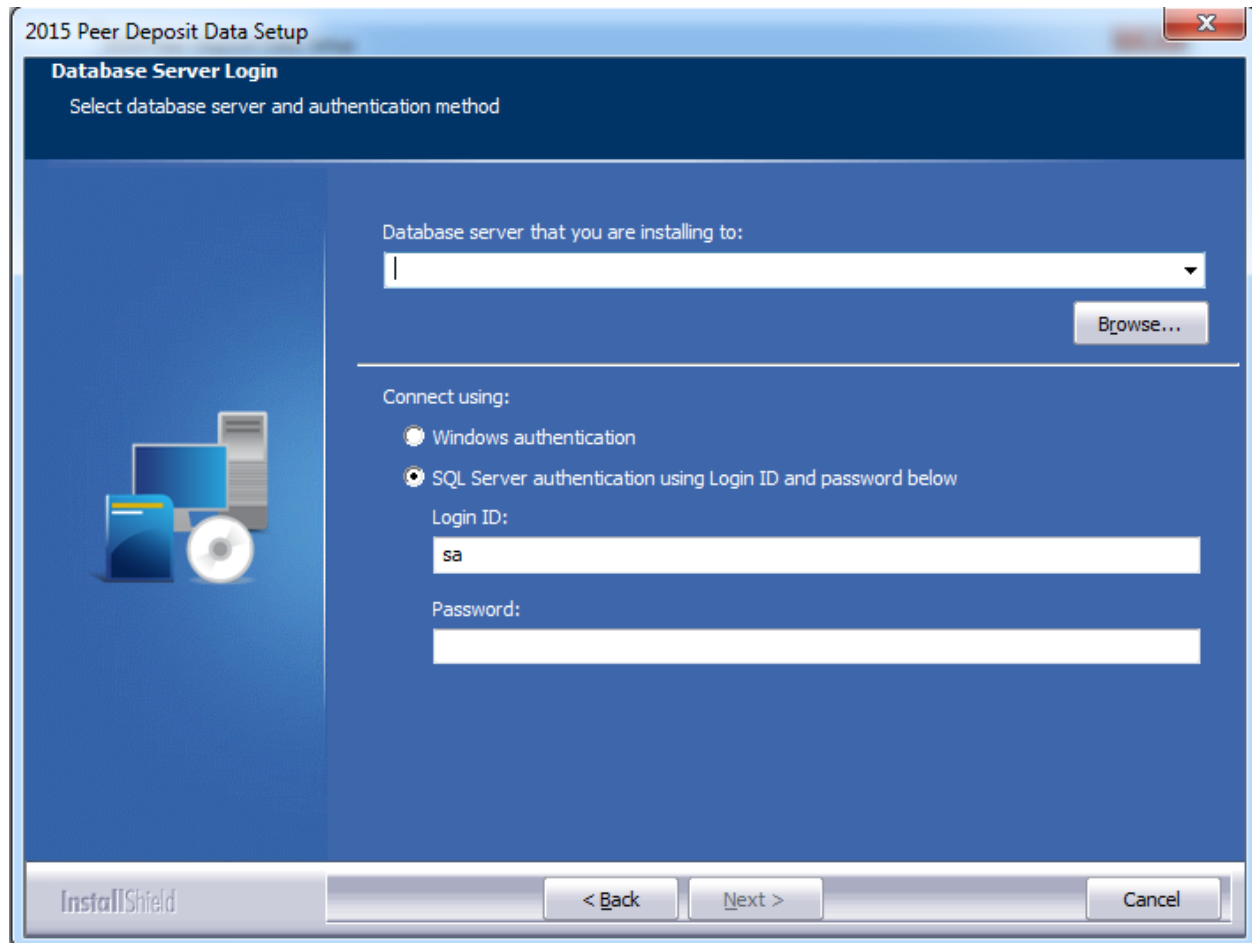 2015 Peer Deposit Data Setup
Database Server Login
Select database server and authentication method
Database server that you are installing to:
Browse...
Connect using:
Windows authentication
SQL Server authentication using Login ID and password below
Login ID:
sa
Password:
InstallShield
< Back
Next >
Cancel